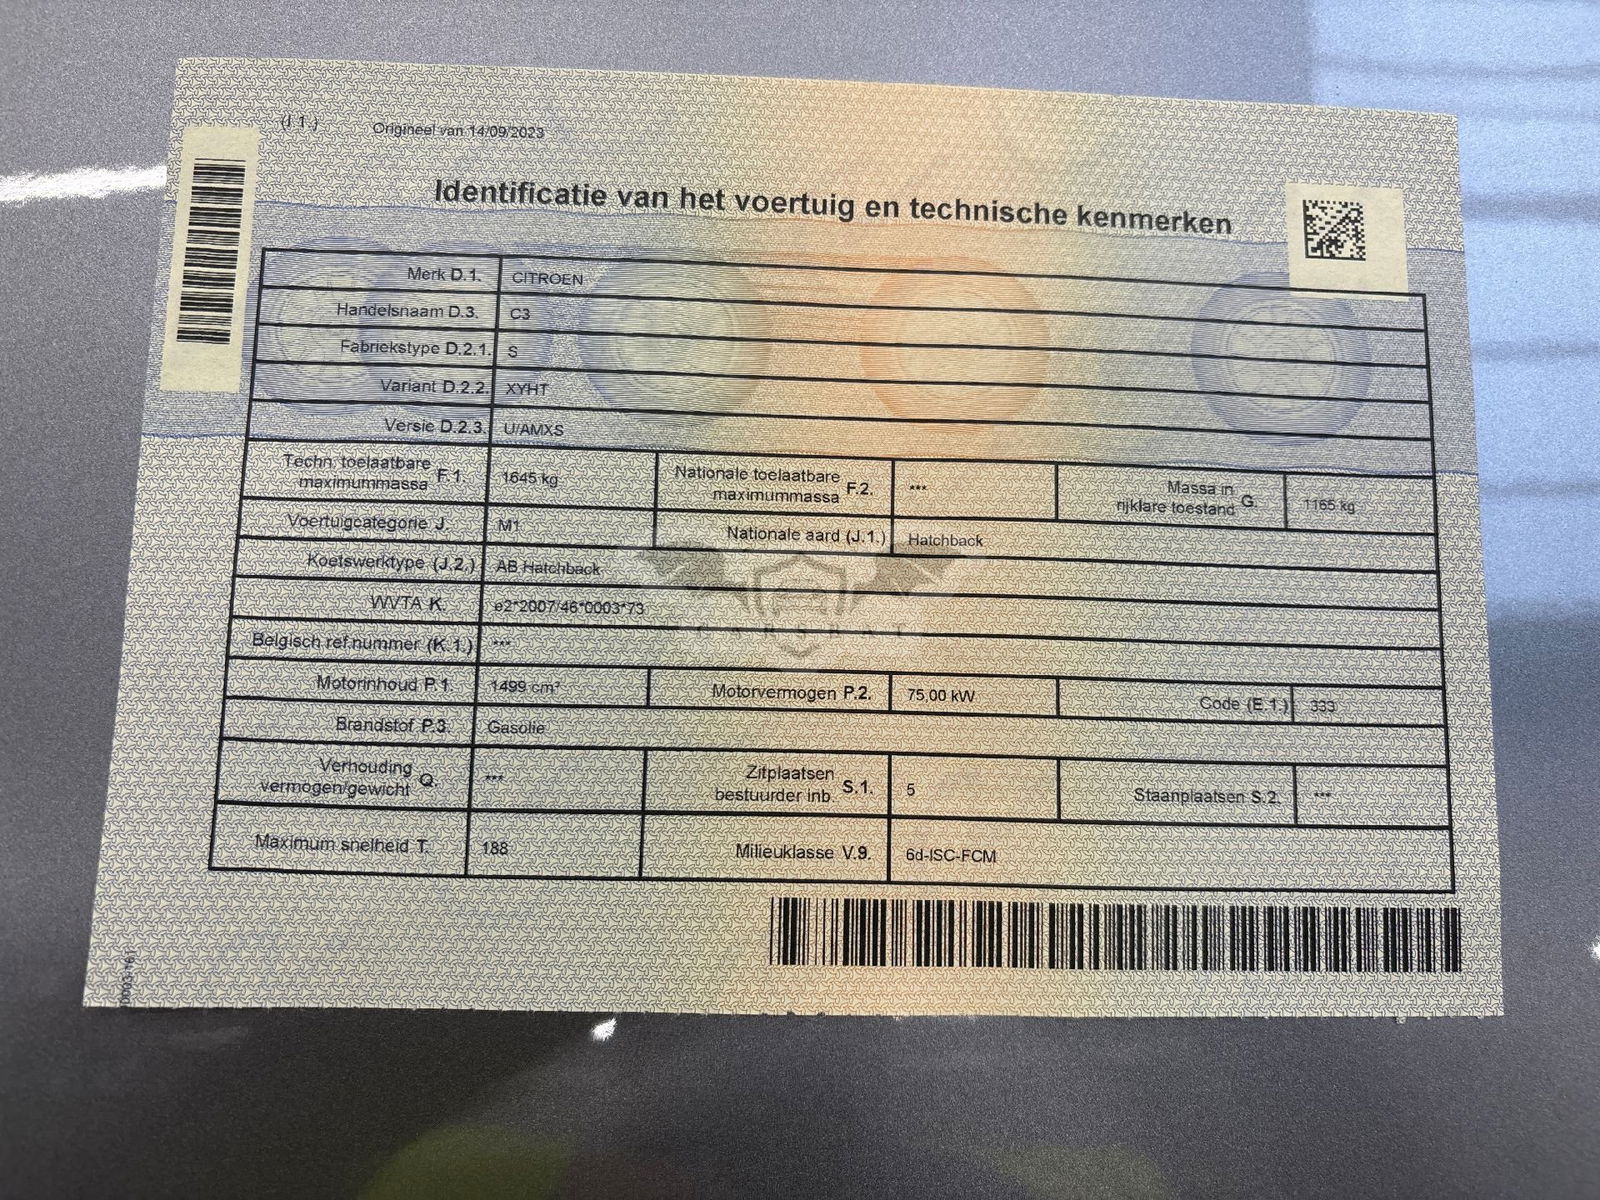 (J.1.) Origineel van 14/09/2023
Identificatie van het voertuig en technische kenmerken
Merk D.1. CITROEN
Handelsnaam D.3. C3
Fabriekstype D.2.1. S
Variant D.2.2. XYHT
Versie D.2.3. U/AMXS
Techn. toelaatbare maximummassa F.1. 1645 kg Nationale toelaatbare maximummassa F.2. *** Massa in rijklare toestand G. 1165 kg
Voertuigcategorie J. M1 Nationale aard (J.1.) Hatchback
Koetswerktype (J.2.) AB Hatchback
WVTA K. e2*2007/46*0003*73
CARSBAT
Belgisch ref.nummer (K.1.) ***
Motorinhoud P.1. 1499 cm³ Motorvermogen P.2. 75,00 kW Code (E.1.) 333
Brandstof P.3. Gasolie
Verhouding vermogen/gewicht Q. *** Zitplaatsen bestuurder inb. S.1. 5 Staanplaatsen S.2. ***
Maximum snelheid T. 188 Milieuklasse V.9. 6d-ISC-FCM